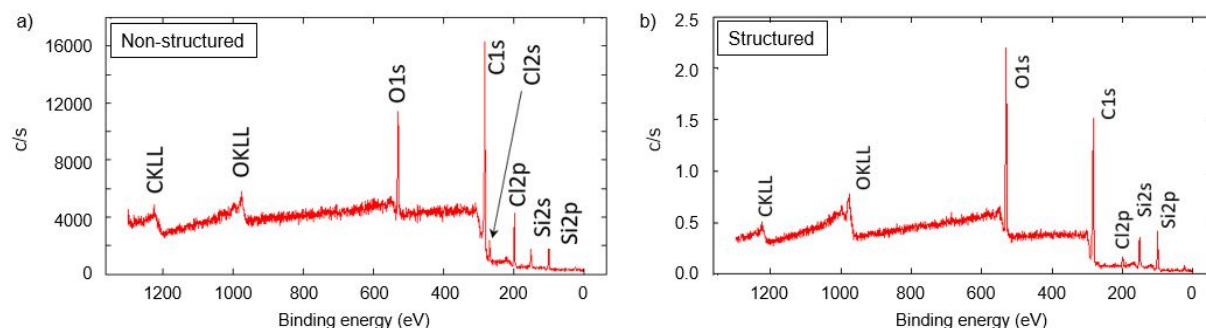 a)
Non-structured
c/s
16000
12000
8000
4000
0
CKLL
OKLL
O1s
C1s
Cl2s
Cl2p
Si2s
Si2p
1200 1000 800 600 400 200 0
Binding energy (eV)
b)
Structured
c/s
2.5
2.0
1.5
1.0
0.5
0.0
CKLL
OKLL
O1s
C1s
Cl2p
Si2s
Si2p
1200 1000 800 600 400 200 0
Binding energy (eV)